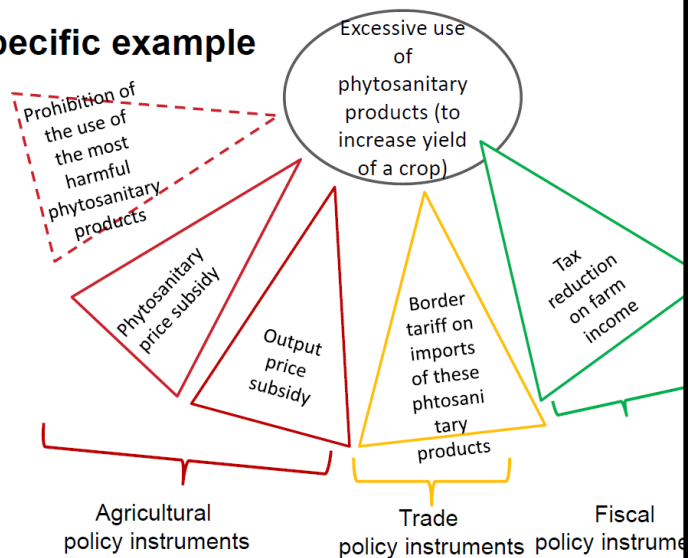 pecific example
Excessive use
of
phytosanitary
products (to
increase yield
of a crop)
Prohibition of
the use of
the most
harmful
phytosanitary
products
Phytosanitary
price subsidy
Output
price
subsidy
Border
tariff on
imports
of these
phtosani
tary
products
Tax
reduction
on farm
income
Agricultural
policy instruments
Trade
policy instruments
Fiscal
policy instrume